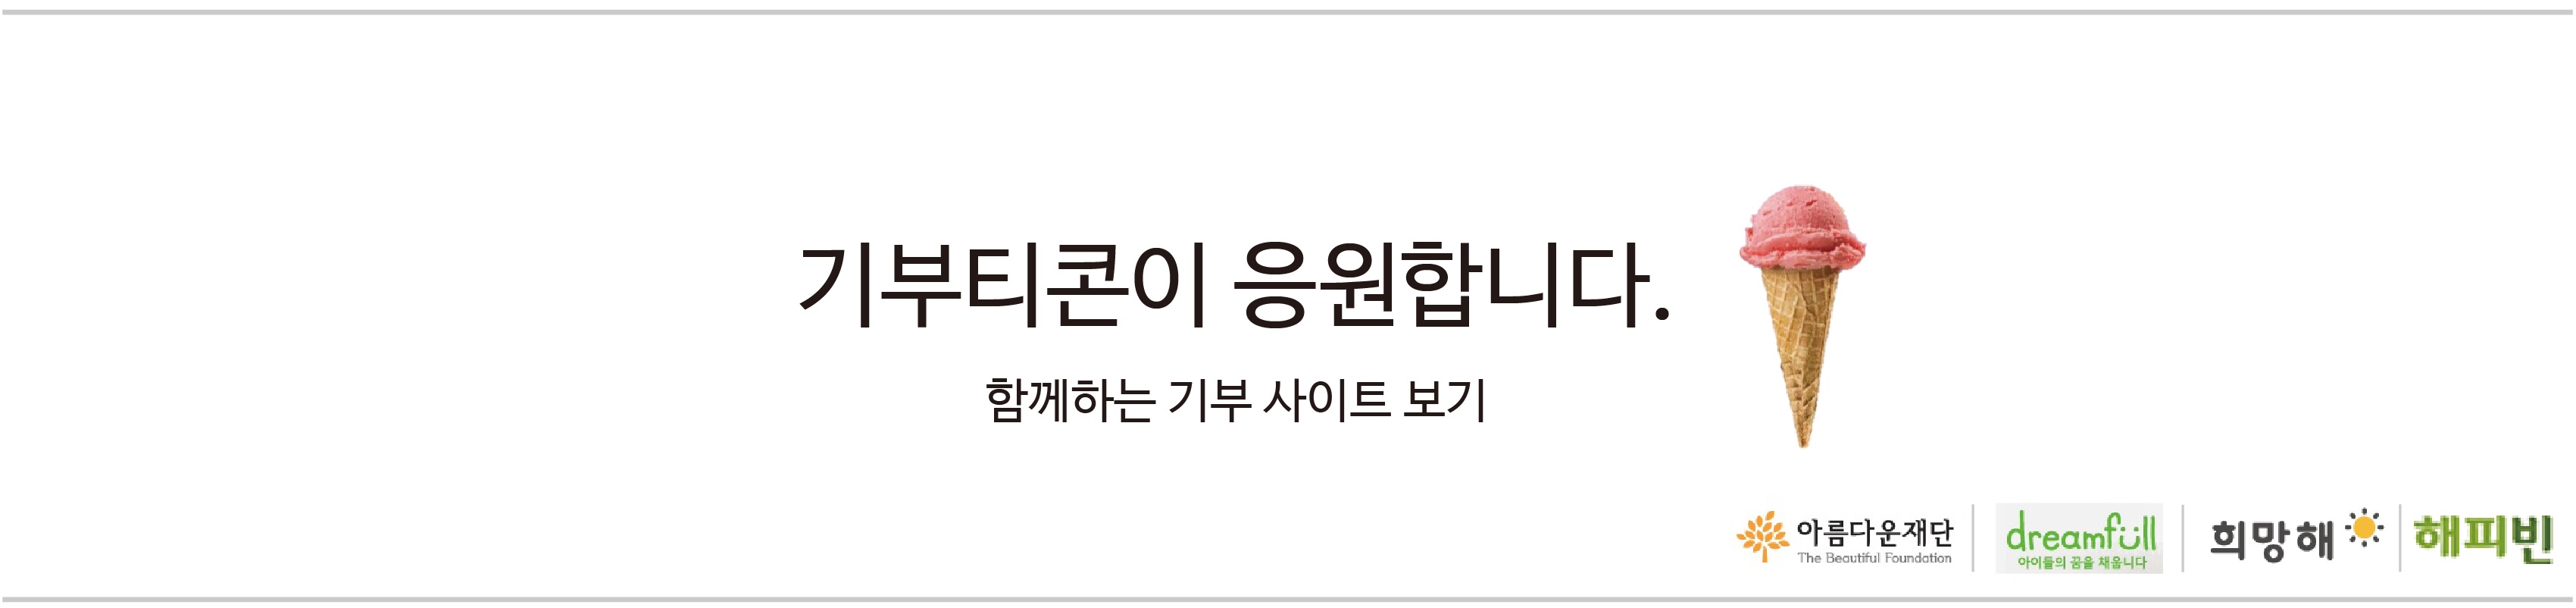 기부티콘이 응원합니다.
함께하는 기부 사이트 보기
아름다운재단
The Beautiful Foundation
dreamfull
아이들의 꿈을 채웁니다
희망해
해피빈